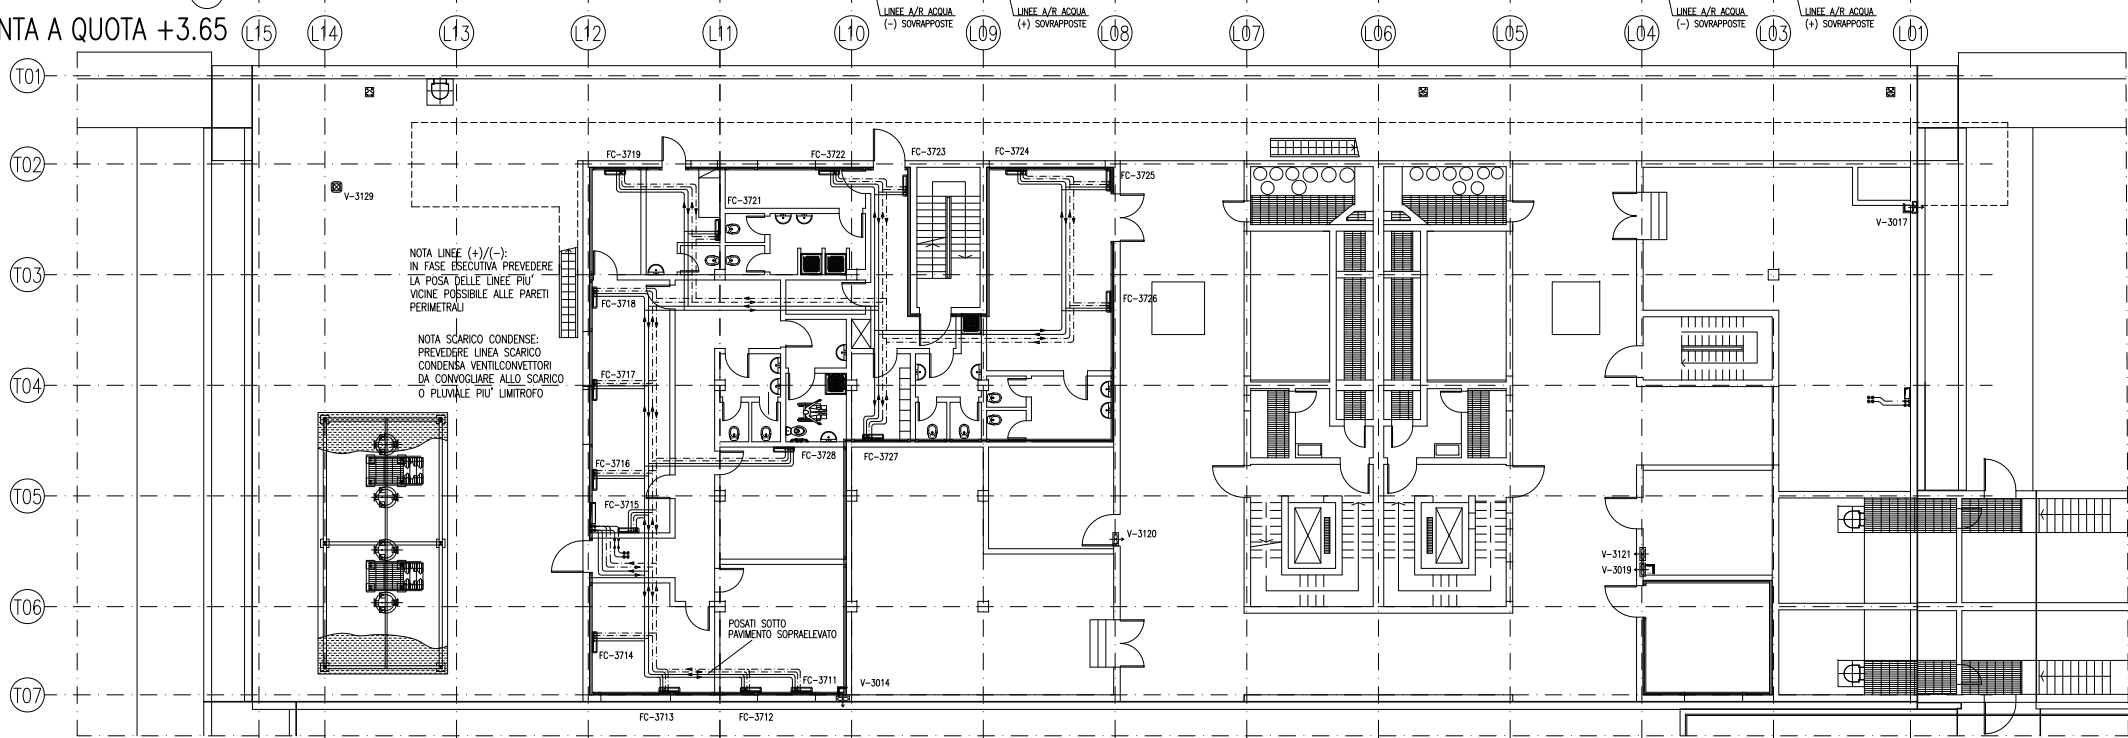 LINEE A/R ACQUA
(-) SOVRAPPOSTE
LINEE A/R ACQUA
(+) SOVRAPPOSTE
LINEE A/R ACQUA
(-) SOVRAPPOSTE
LINEE A/R ACQUA
(+) SOVRAPPOSTE
NTA A QUOTA +3.65
L15
L14
L13
L12
L11
L10
L09
L08
L07
L06
L05
L04
L03
L01
T01
T02
T03
T04
T05
T06
T07
FC-3719
FC-3722
FC-3723
FC-3724
FC-3725
V-3129
FC-3721
V-3017
NOTA LINEE (+)/(-):
IN FASE ESECUTIVA PREVEDERE
LA POSA DELLE LINEE PIU'
VICINE POSSIBILE ALLE PARETI
PERIMETRALI
FC-3718
FC-3726
NOTA SCARICO CONDENSE:
PREVEDERE LINEA SCARICO
CONDENSA VENTILCONVETTORI
DA CONVOGLIARE ALLO SCARICO
O PLUVIALE PIU' LIMITROFO
FC-3717
FC-3716
FC-3728
FC-3727
FC-3715
V-3120
V-3121
V-3019
POSATI SOTTO
PAVIMENTO SOPRAELEVATO
FC-3714
FC-3711
V-3014
FC-3713
FC-3712